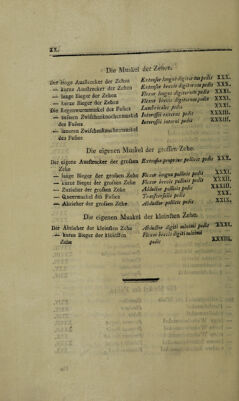 XX.
Die Muskel der Zehen.
Der lange Ausstrecker der Zehen Extensor longus digitorum pedis XXX.
— kurze Ausstrecker der Zehen Extensor brevis digitorum pedis XXX.
— lange Bieger der Zehen Flexor longus digitorum pedis XXXI.
— kurze Bieger der Zehen Flexor brevis digitorum pedis XXX.
Die Regenwurmmuskel des Fußes Lumbricales pedis XXXI.
— äußern Zwischenknochenmuskel Interossei externi pedis XXXIII.
des Fußes
— innern Zwischenknochenmuskel Interossei interni pedis XXXIII.
des Fußes
Die eigenen Muskel der großen Zehe.
Der eigene Ausstrecker der großen Extensor proprius pollicis pedis XXX.
Zehe
— lange Bieger der großen Zehe Flexor longus pollicis pedis XXXI.
— kurze Bieger der großen Zehe Flexor brevis pollicis pedis XXXII.
— Zuzieher der großen Zehe Adductor pollicis pedis XXXII.
— Queermuskel des Fußes Transversalis pedis XXX.
— Abzieher der großen Zehe Abductor pollicis pedis XXIX.
Die eigenen Muskel der kleinsten Zehe.
Der Abzieher der kleinsten Zehe Abductor digiti minimi pedis XXXI.
— kurze Bieger der kleinsten Flexor brevis digiti minimi
Zehe pedis XXXIII.